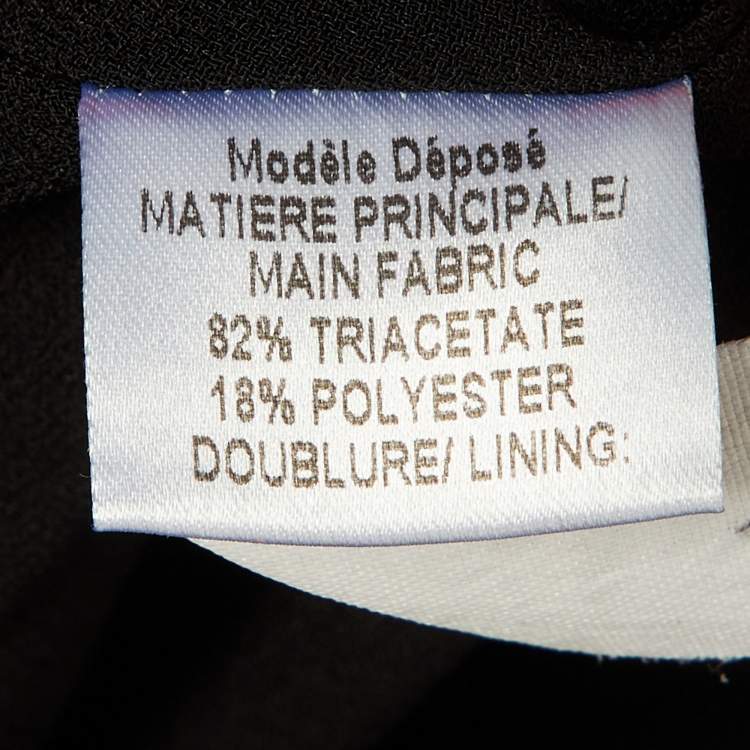 Modèle Déposé
MATIERE PRINCIPALE/
MAIN FABRIC
82% TRIACETATE
18% POLYESTER
DOUBLURE/ LINING: